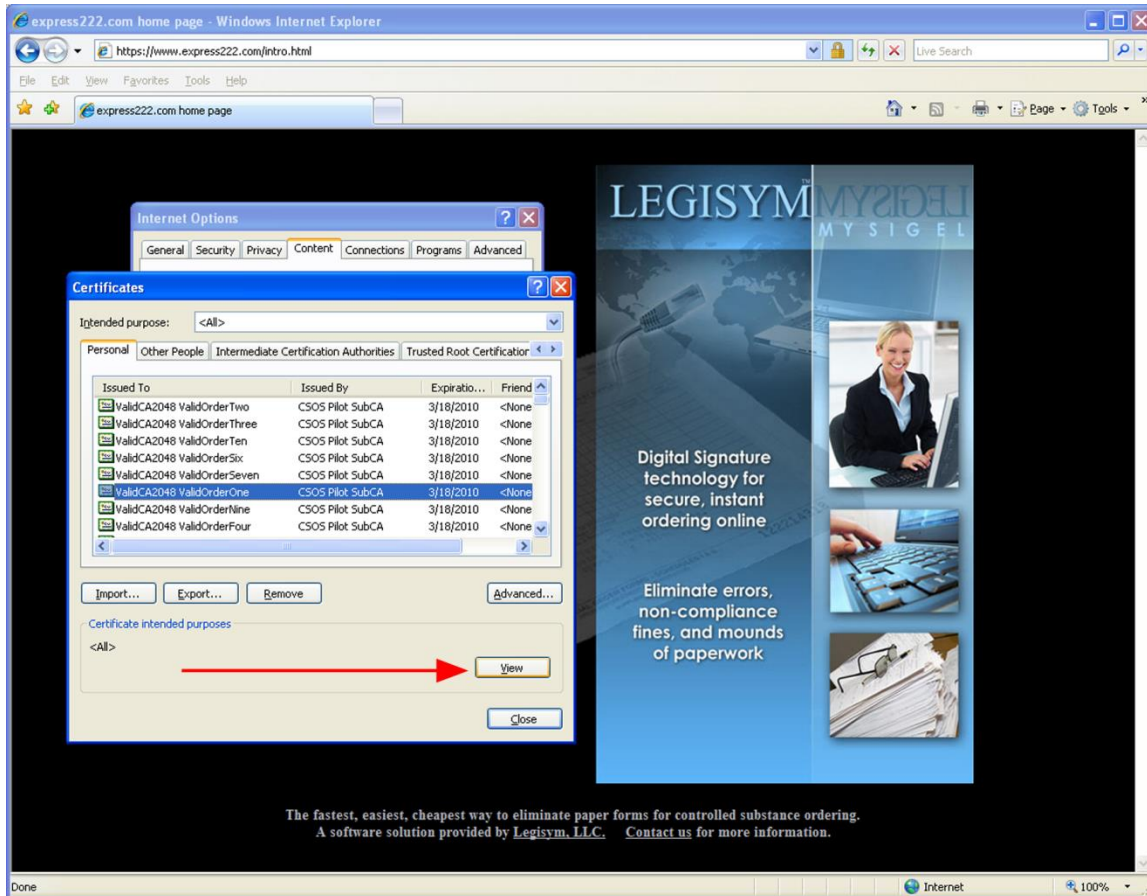 express222.com home page - Windows Internet Explorer
https://www.express222.com/intro.html
Live Search
File Edit View Favorites Tools Help
express222.com home page
Page Tools
Internet Options
General Security Privacy Content Connections Programs Advanced
Certificates
Intended purpose: <All>
Personal Other People Intermediate Certification Authorities Trusted Root Certification
Issued To Issued By Expiratio... Friend
ValidCA2048 ValidOrderTwo CSOS Pilot SubCA 3/18/2010 <None
ValidCA2048 ValidOrderThree CSOS Pilot SubCA 3/18/2010 <None
ValidCA2048 ValidOrderTen CSOS Pilot SubCA 3/18/2010 <None
ValidCA2048 ValidOrderSix CSOS Pilot SubCA 3/18/2010 <None
ValidCA2048 ValidOrderSeven CSOS Pilot SubCA 3/18/2010 <None
ValidCA2048 ValidOrderOne CSOS Pilot SubCA 3/18/2010 <None
ValidCA2048 ValidOrderNine CSOS Pilot SubCA 3/18/2010 <None
ValidCA2048 ValidOrderFour CSOS Pilot SubCA 3/18/2010 <None
Import... Export... Remove Advanced...
Certificate intended purposes
<All>
View
Close
LEGISYM™ LEGISYM
MY SIGEL
Digital Signature
technology for
secure, instant
ordering online
Eliminate errors,
non-compliance
fines, and mounds
of paperwork
The fastest, easiest, cheapest way to eliminate paper forms for controlled substance ordering.
A software solution provided by Legisym, LLC. Contact us for more information.
Done Internet 100%